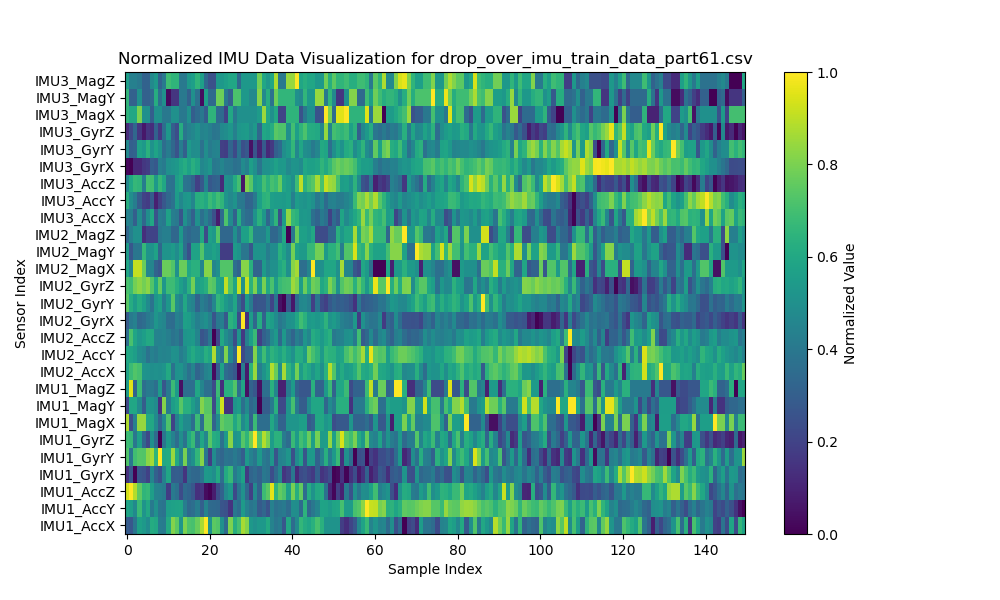 Normalized IMU Data Visualization for drop_over_imu_train_data_part61.csv
IMU3_MagZ
IMU3_MagY
IMU3_MagX
IMU3_GyrZ
IMU3_GyrY
IMU3_GyrX
IMU3_AccZ
IMU3_AccY
IMU3_AccX
IMU2_MagZ
IMU2_MagY
IMU2_MagX
IMU2_GyrZ
IMU2_GyrY
IMU2_GyrX
IMU2_AccZ
IMU2_AccY
IMU2_AccX
IMU1_MagZ
IMU1_MagY
IMU1_MagX
IMU1_GyrZ
IMU1_GyrY
IMU1_GyrX
IMU1_AccZ
IMU1_AccY
IMU1_AccX
Sensor Index
0 20 40 60 80 100 120 140
Sample Index
1.0
0.8
0.6
0.4
0.2
0.0
Normalized Value